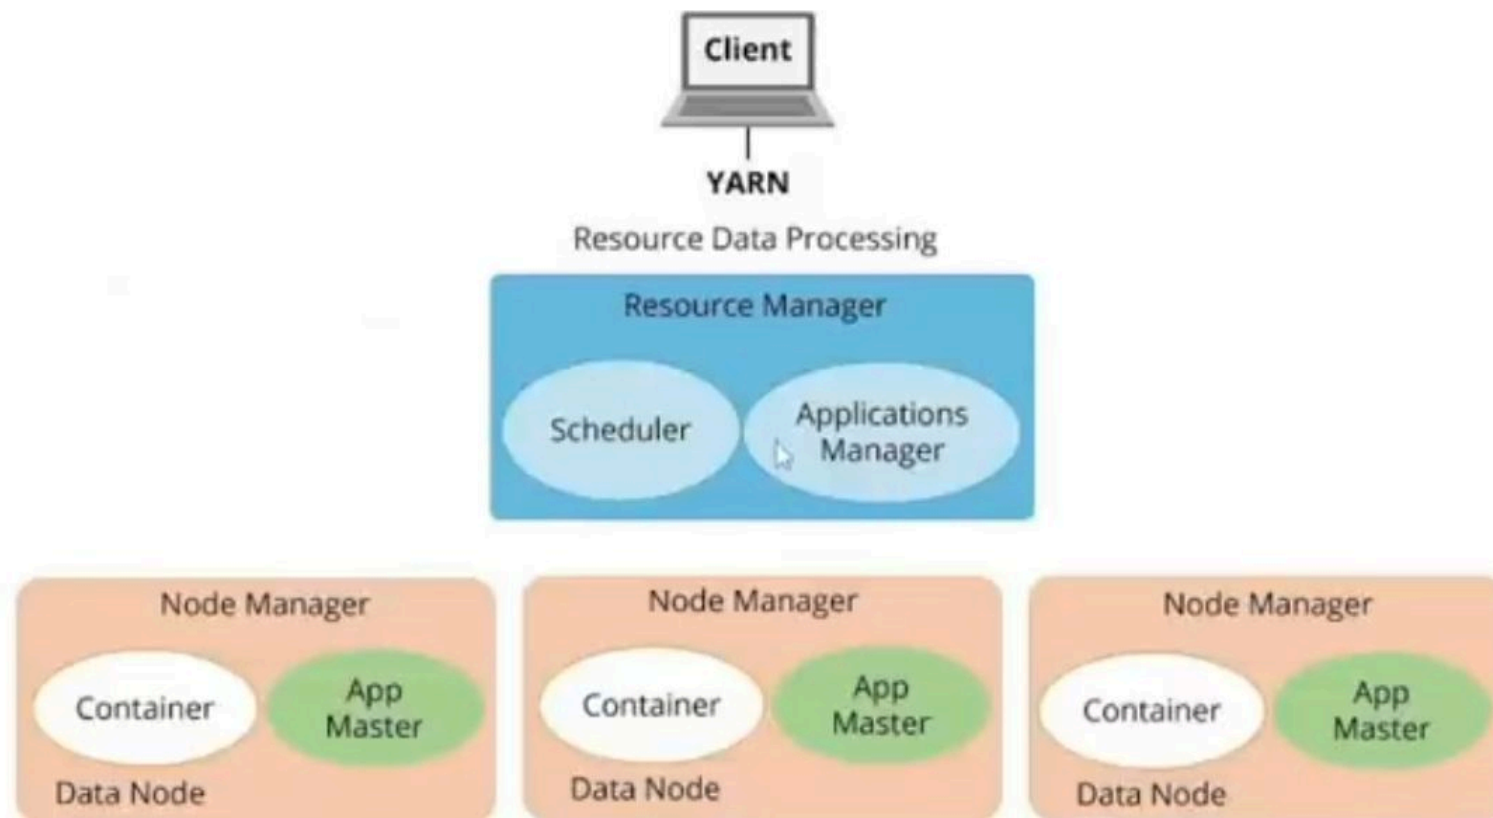 Client
YARN
Resource Data Processing
Resource Manager
Scheduler
Applications
Manager
Node Manager
Container
App
Master
Data Node
Node Manager
Container
App
Master
Data Node
Node Manager
Container
App
Master
Data Node